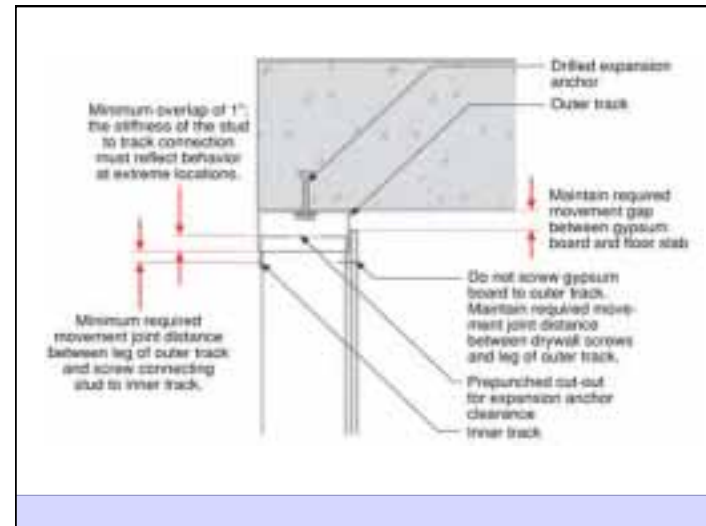 Drilled expansion
anchor
Outer track
Minimum overlap of 1";
the stiffness of the stud
to track connection
must reflect behavior
at extreme locations.
Maintain required
movement gap
between gypsum
board and floor slab
Do not screw gypsum
board to outer track.
Maintain required move-
ment joint distance
between drywall screws
and leg of outer track.
Minimum required
movement joint distance
between leg of outer track
and screw connecting
stud to inner track.
Prepunched cut-out
for expansion anchor
clearance
Inner track